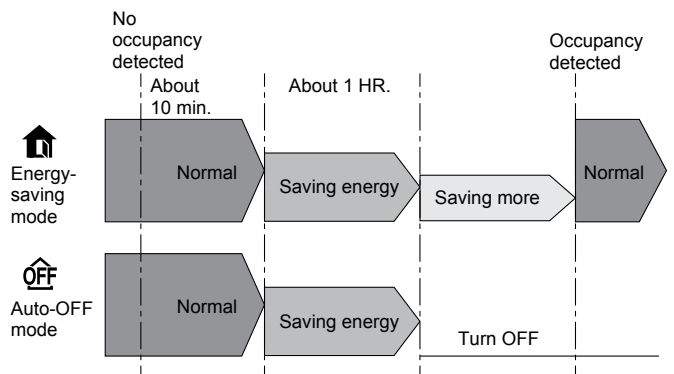 No
occupancy
detected
Occupancy
detected
About
10 min.
About 1 HR.
Energy-
saving
mode
Normal
Saving energy
Saving more
Normal
OFF
Auto-OFF
mode
Normal
Saving energy
Turn OFF